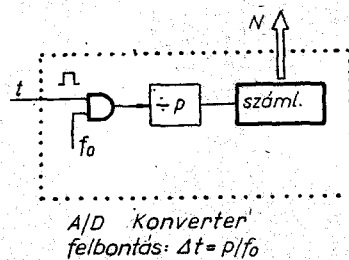 N
t
÷p
száml.
f₀
A/D Konverter
felbontás: Δt = p/f₀